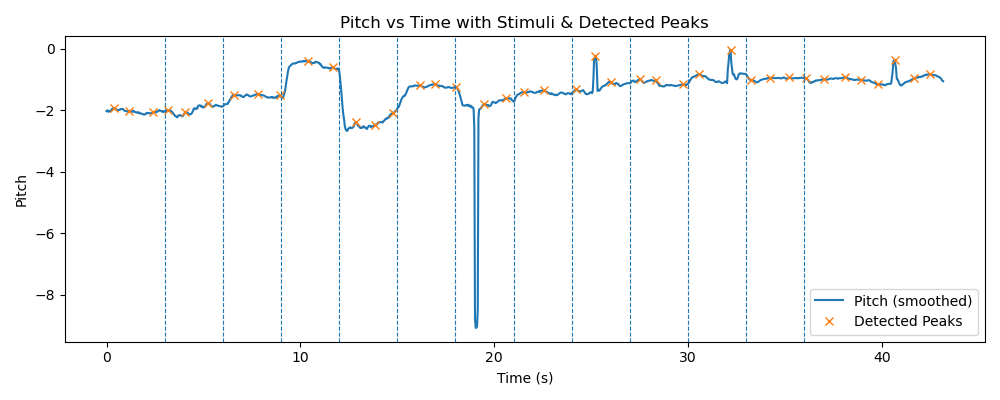 Pitch vs Time with Stimuli & Detected Peaks
Pitch
0
−2
−4
−6
−8
0 10 20 30 40
Time (s)
Pitch (smoothed)
Detected Peaks